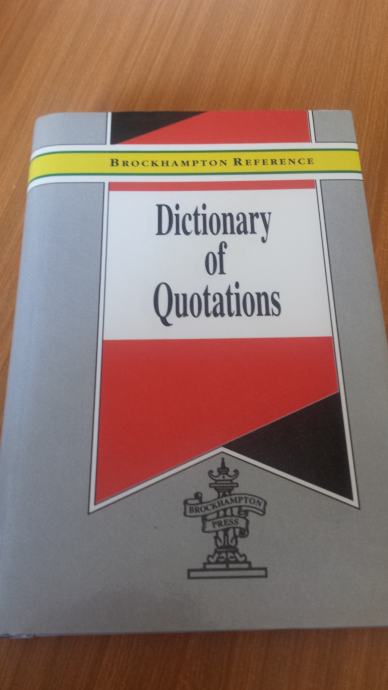 BROCKHAMPTON REFERENCE
Dictionary
of
Quotations
BROCKHAMPTON
PRESS